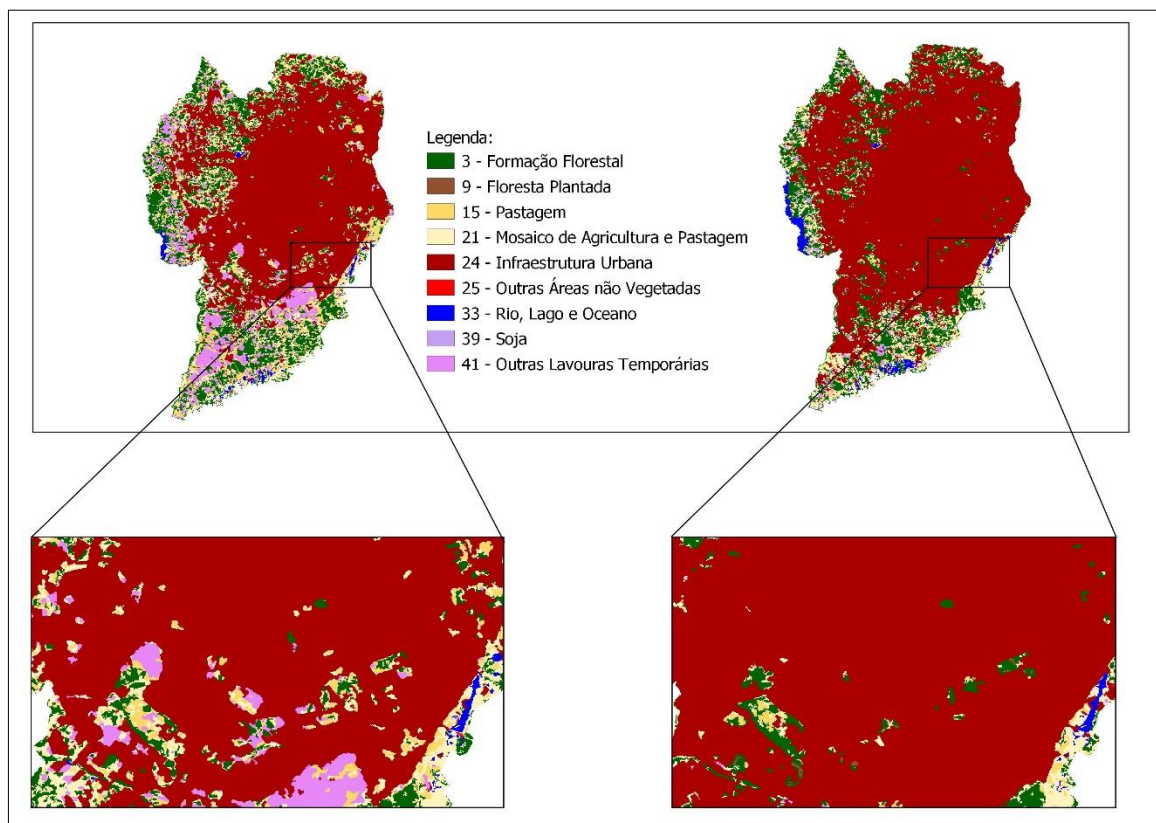 Legenda:
3 - Formação Florestal
9 - Floresta Plantada
15 - Pastagem
21 - Mosaico de Agricultura e Pastagem
24 - Infraestrutura Urbana
25 - Outras Áreas não Vegetadas
33 - Rio, Lago e Oceano
39 - Soja
41 - Outras Lavouras Temporárias